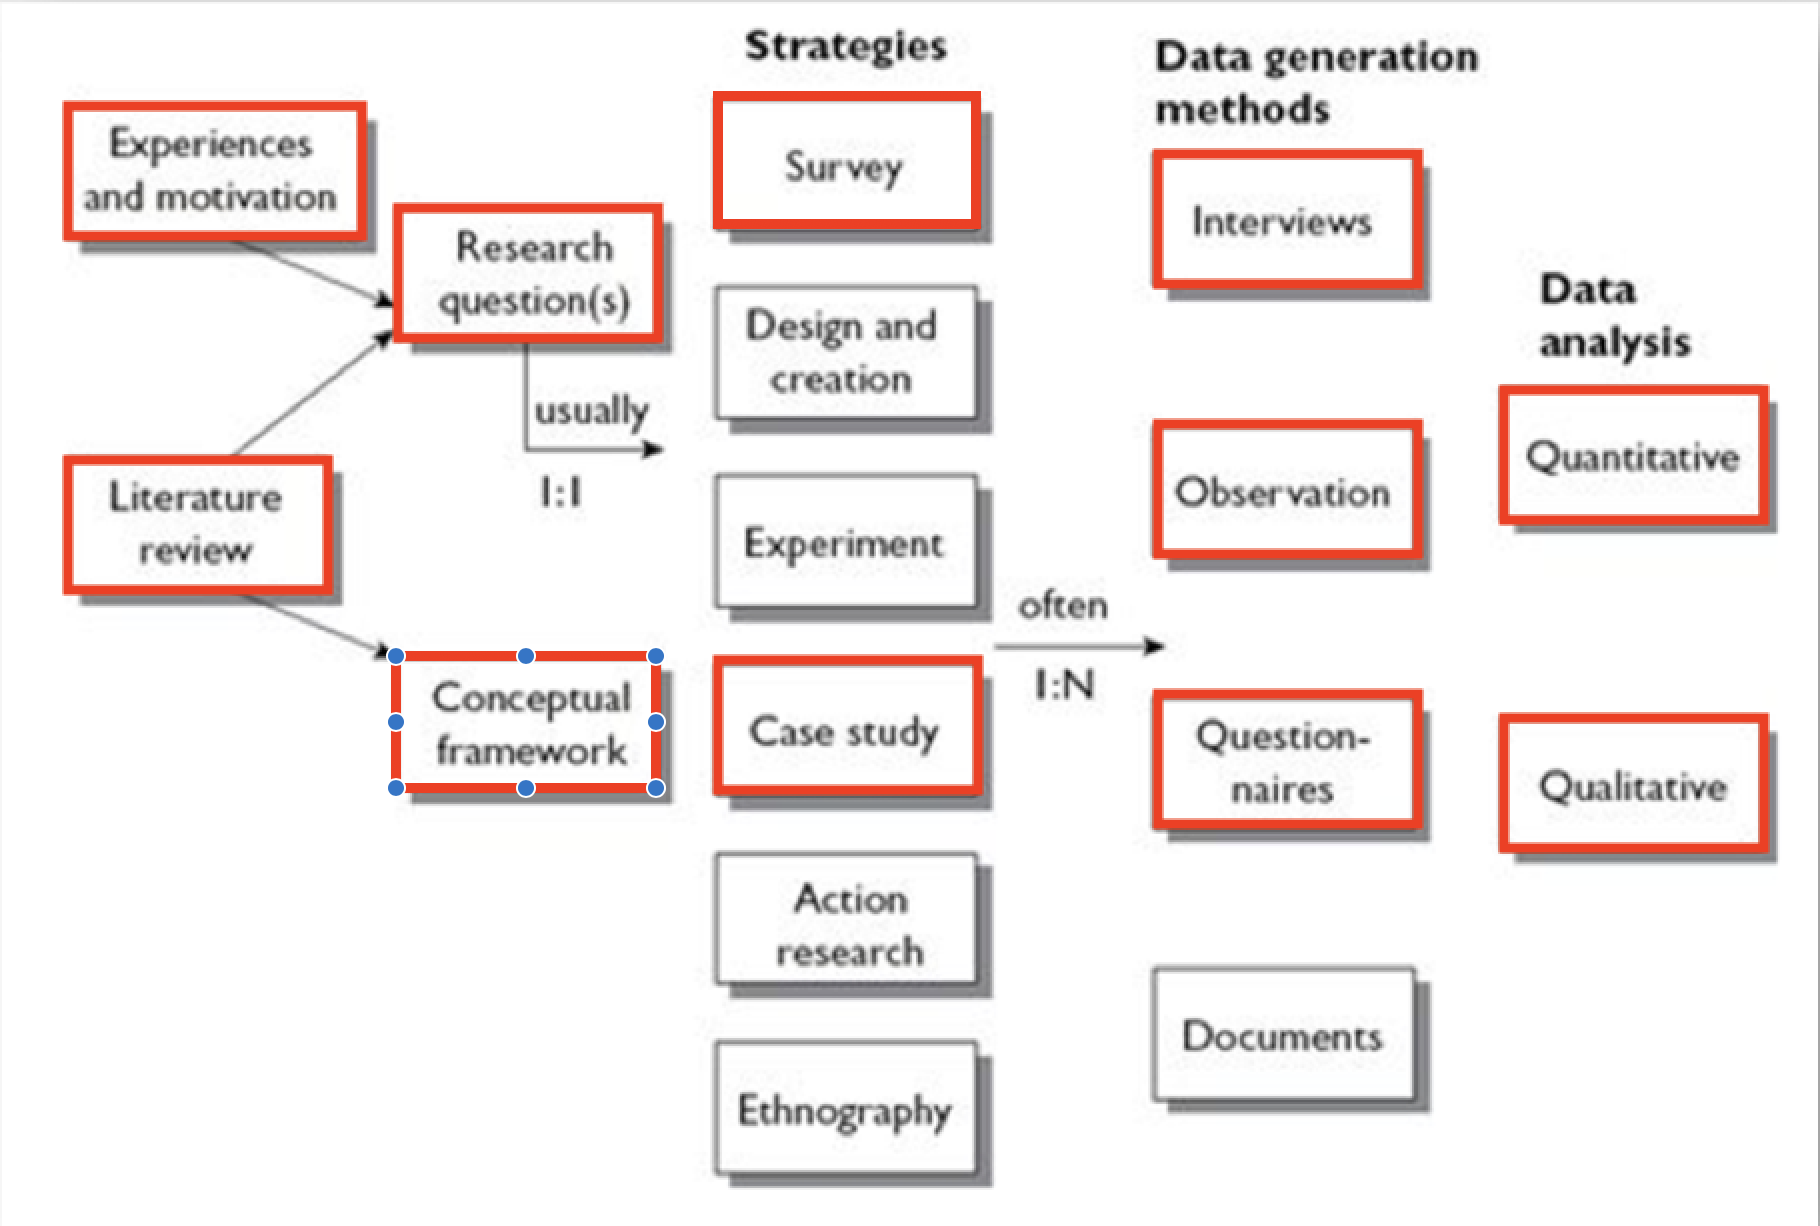 Strategies
Data generation
methods
Experiences
and motivation
Survey
Interviews
Research
question(s)
Data
analysis
Design and
creation
usually
1:1
Quantitative
Literature
review
Observation
Experiment
often
1:N
Conceptual
framework
Case study
Question-
naires
Qualitative
Action
research
Documents
Ethnography